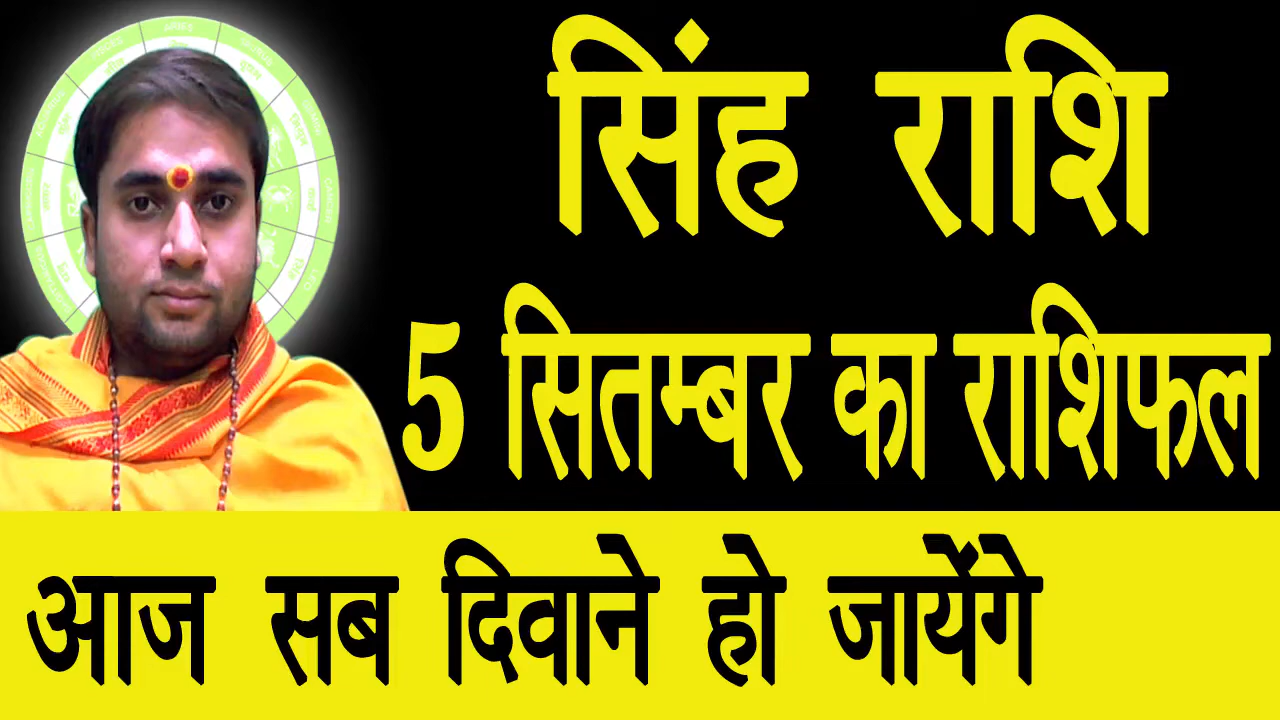 सिंह राशि
5 सितम्बर का राशिफल
आज सब दिवाने हो जायेंगे